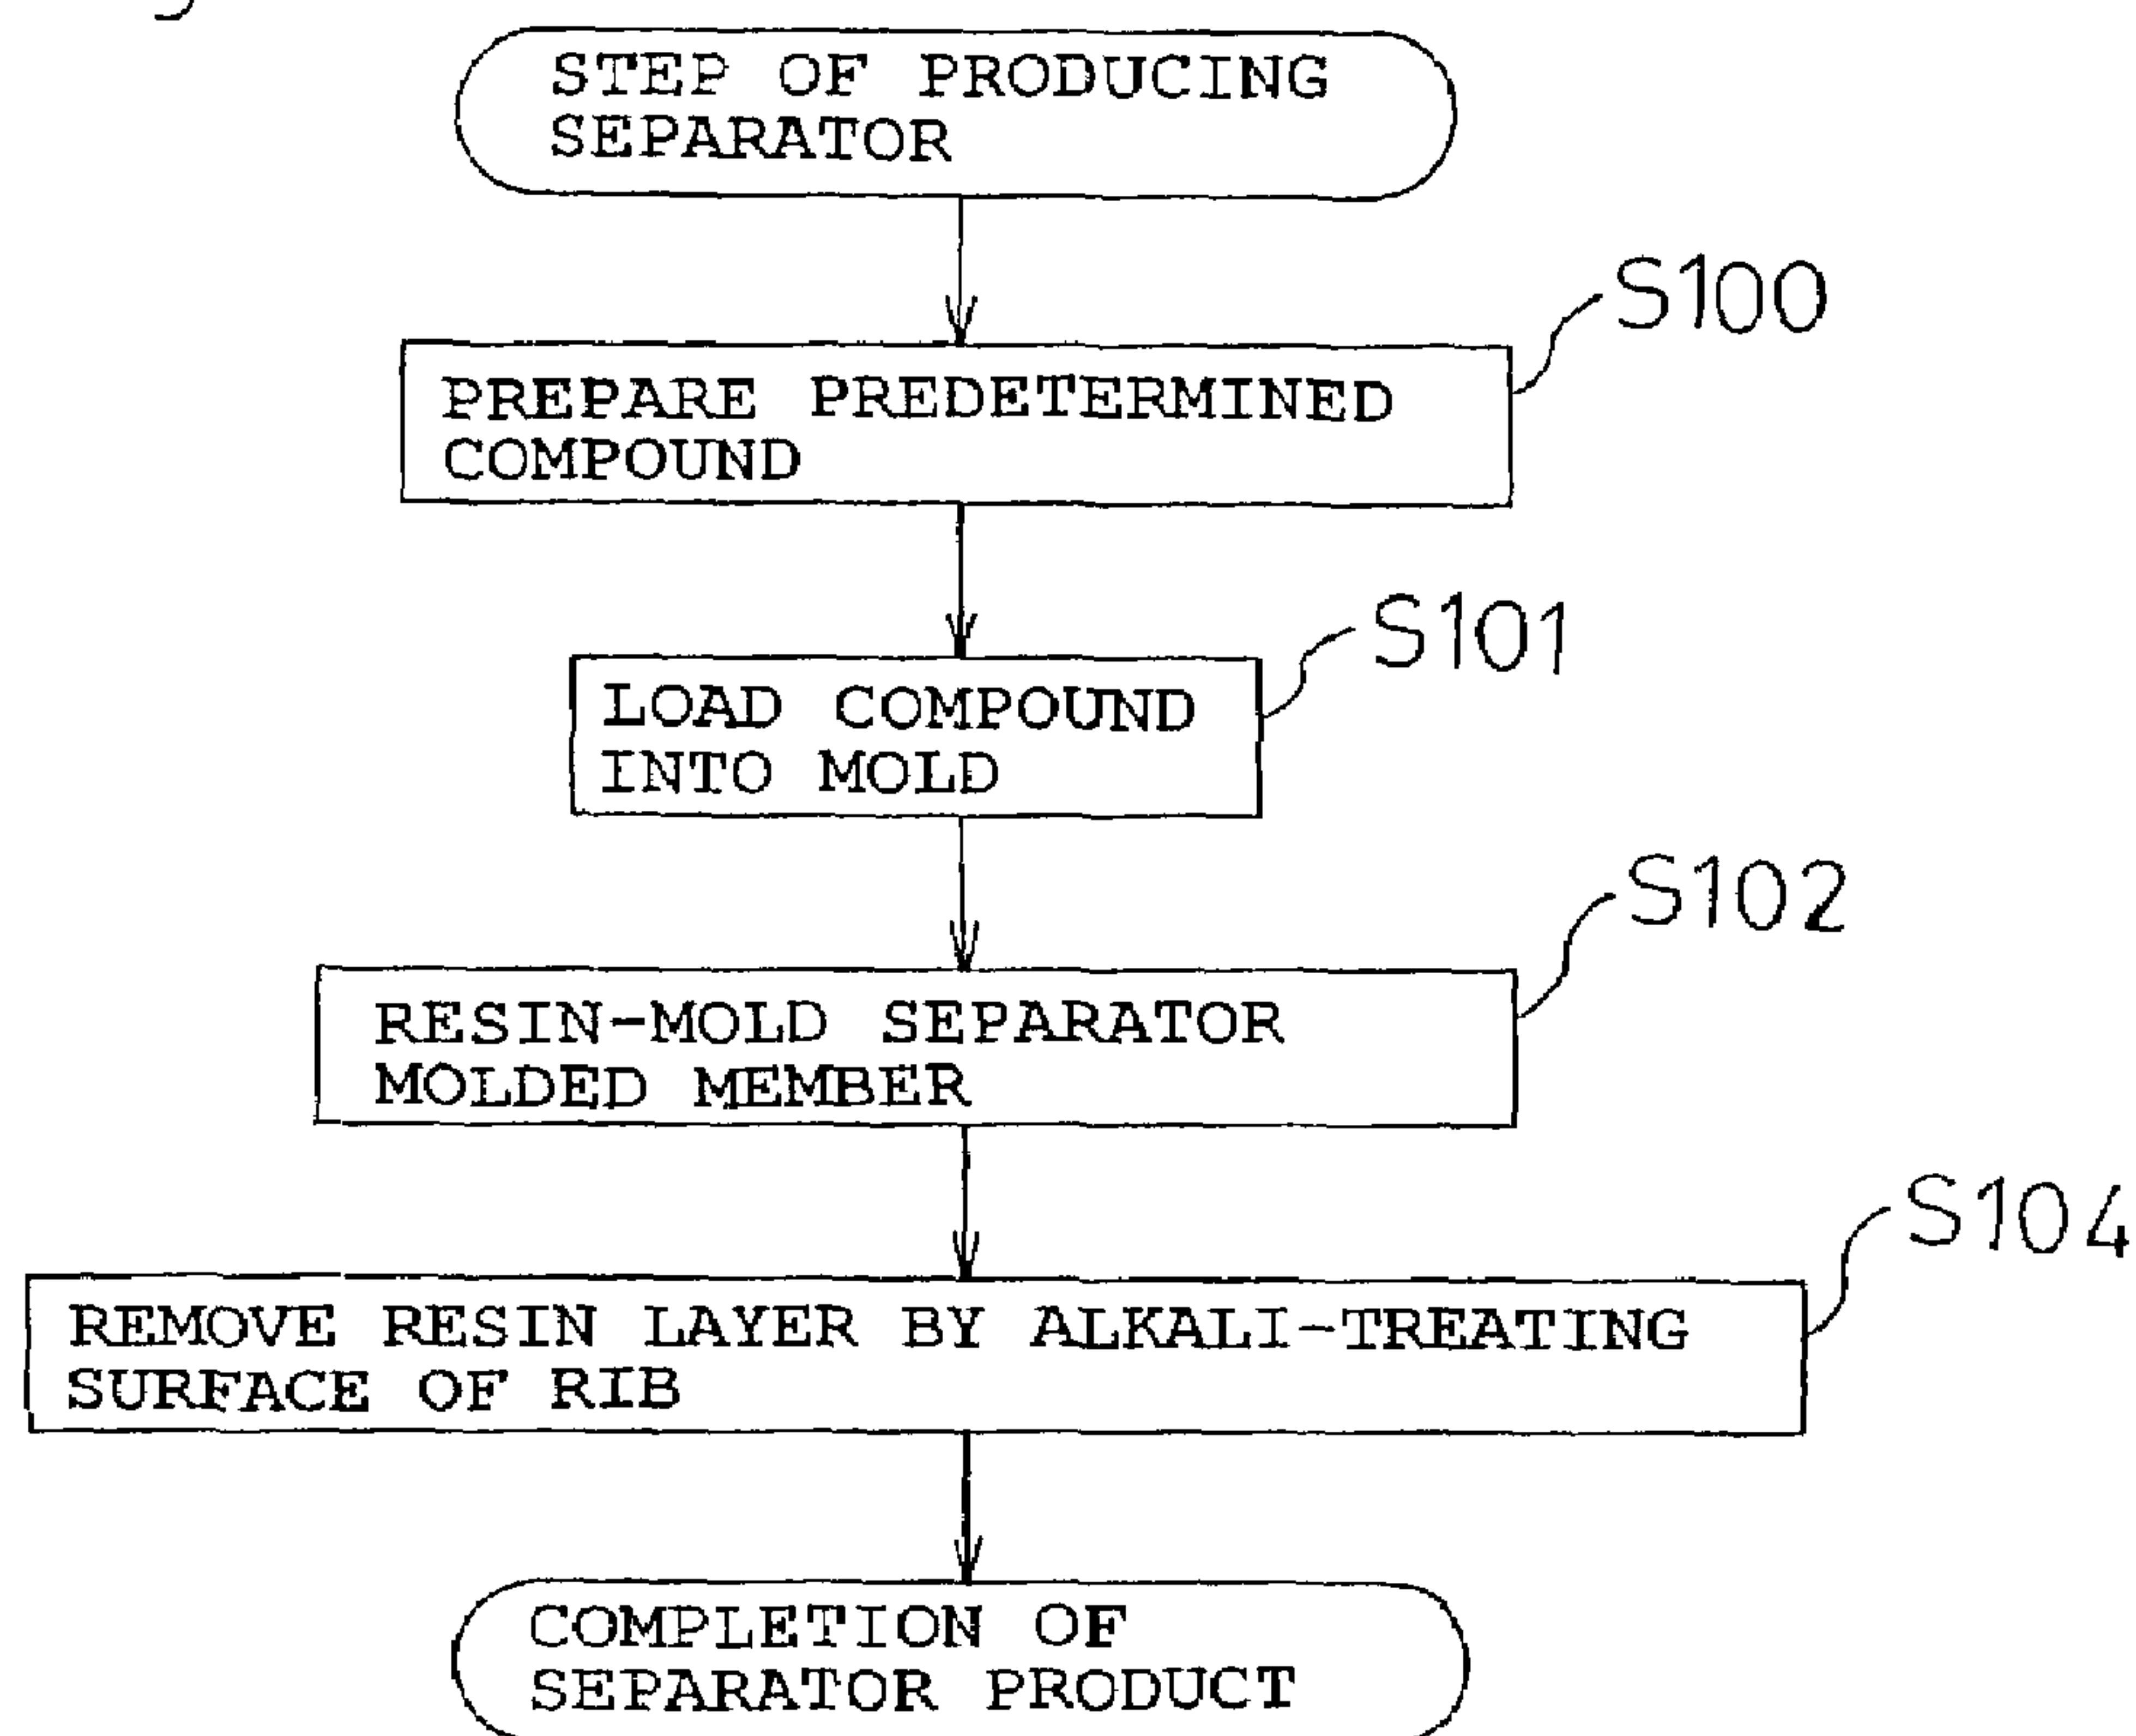 STEP OF PRODUCING
SEPARATOR
S100
PREPARE PREDETERMINED
COMPOUND
S101
LOAD COMPOUND
INTO MOLD
S102
RESIN-MOLD SEPARATOR
MOLDED MEMBER
S104
REMOVE RESIN LAYER BY ALKALI-TREATING
SURFACE OF RIB
COMPLETION OF
SEPARATOR PRODUCT